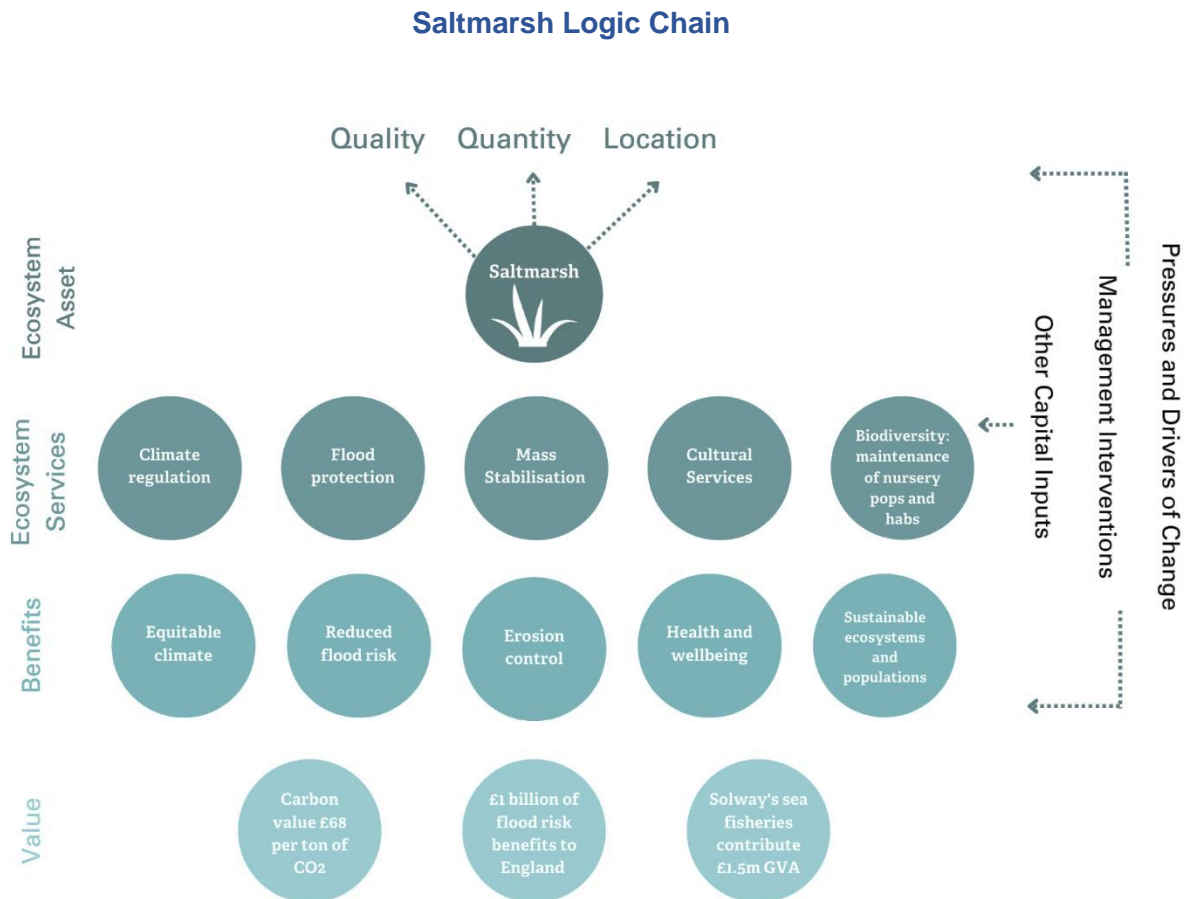 Saltmarsh Logic Chain
Quality Quantity Location
Ecosystem
Asset
Saltmarsh
Ecosystem
Services
Climate
regulation
Flood
protection
Mass
Stabilisation
Cultural
Services
Biodiversity:
maintenance
of nursery
pops and
habs
Benefits
Equitable
climate
Reduced
flood risk
Erosion
control
Health and
wellbeing
Sustainable
ecosystems
and
populations
Value
Carbon
value £68
per ton of
CO2
£1 billion of
flood risk
benefits to
England
Solway's sea
fisheries
contribute
£1.5m GVA
Other Capital Inputs
Management Interventions
Pressures and Drivers of Change